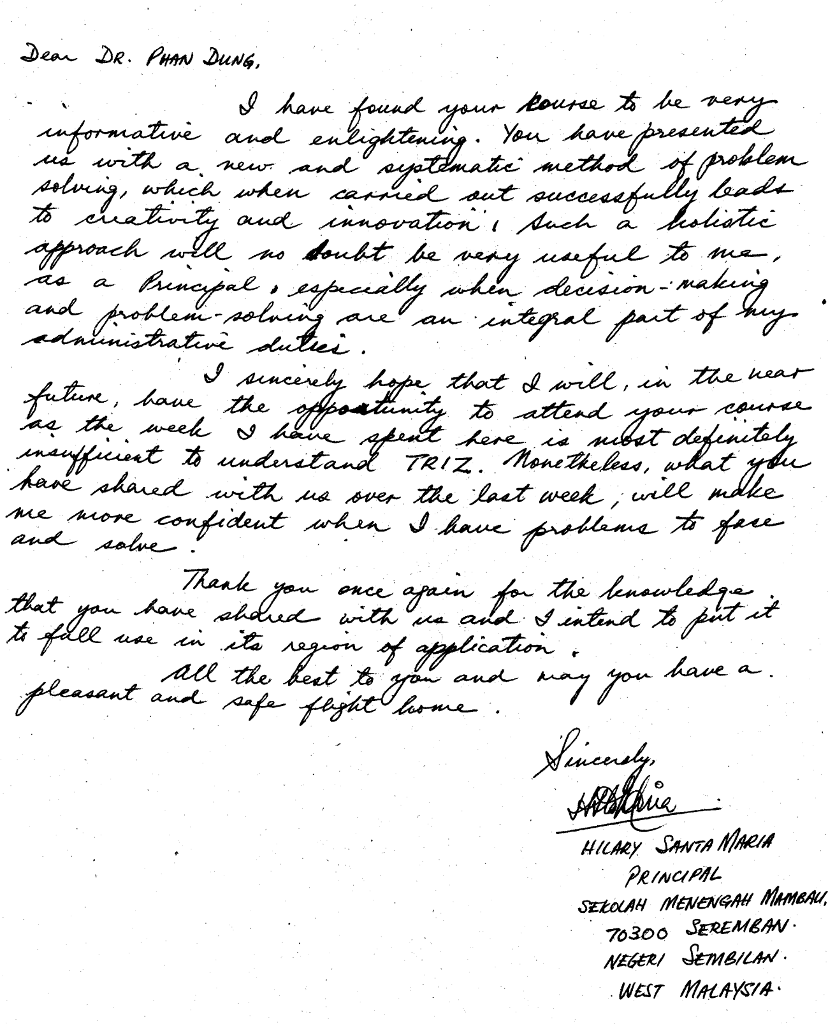 Dear DR. PHAN DUNG,
I have found your course to be very
informative and enlightening. You have presented
us with a new and systematic method of problem
solving, which when carried out successfully leads
to creativity and innovation. Such a holistic
approach will no doubt be very useful to me,
as a Principal, especially when decision-making
and problem-solving are an integral part of my
administrative duties.
I sincerely hope that I will, in the near
future, have the opportunity to attend your course
as the week I have spent here is most definitely
insufficient to understand TRIZ. Nonetheless, what you
have shared with us over the last week, will make
me more confident when I have problems to face
and solve.
Thank you once again for the knowledge
that you have shared with us and I intend to put it
to full use in its region of application.
All the best to you and may you have a
pleasant and safe flight home.
Sincerely,
HILARY SANTA MARIA
PRINCIPAL
SEKOLAH MENENGAH MAMBAU,
70300 SEREMBAN.
NEGERI SEMBILAN.
WEST MALAYSIA.